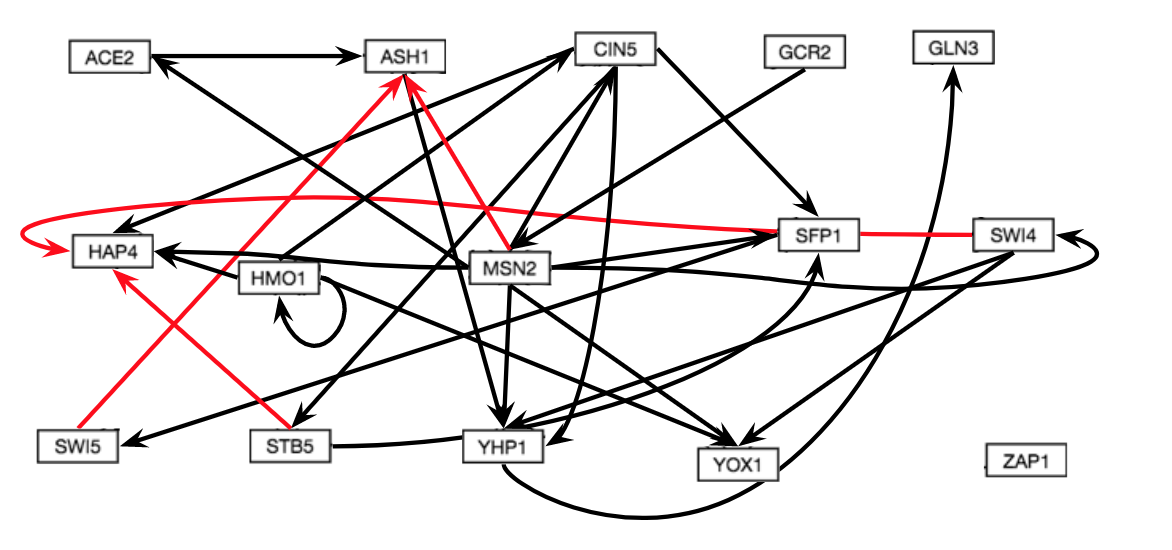 ACE2
ASH1
CIN5
GCR2
GLN3
HAP4
HMO1
MSN2
SFP1
SWI4
SWI5
STB5
YHP1
YOX1
ZAP1